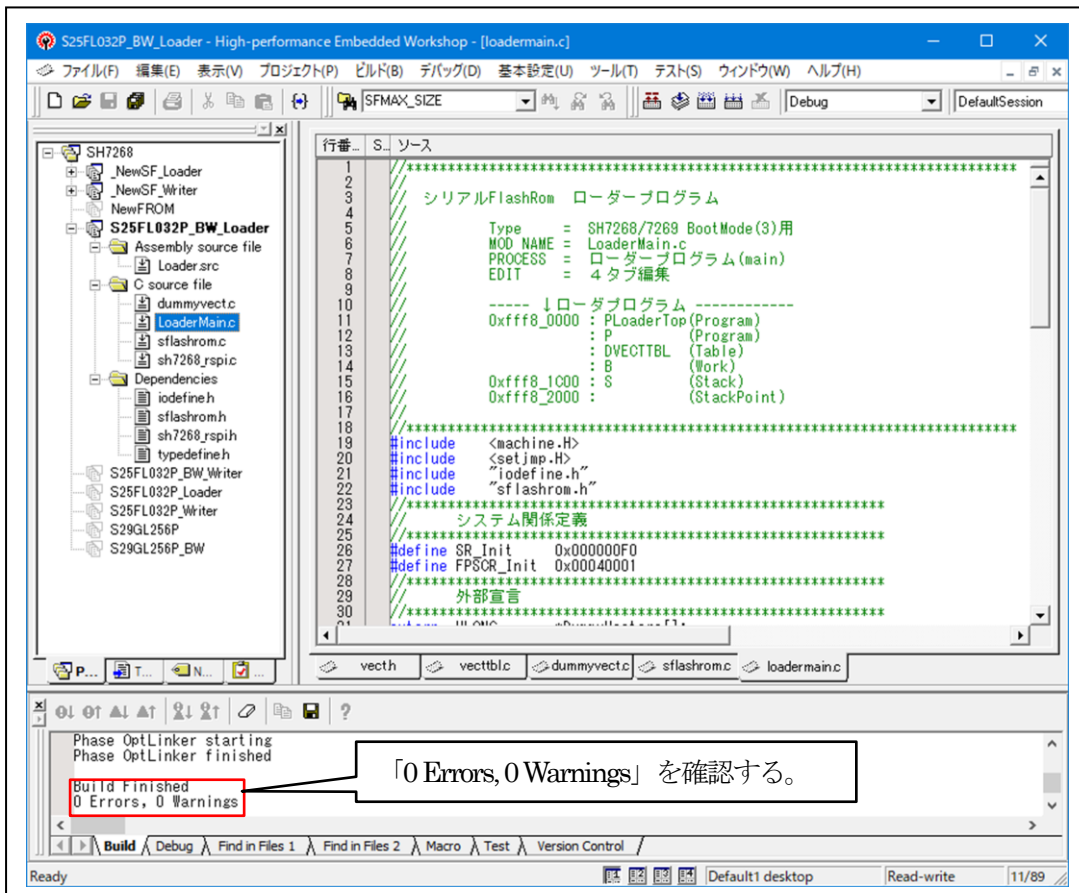 S25FL032P_BW_Loader - High-performance Embedded Workshop - [loadermain.c]
ファイル(F) 編集(E) 表示(V) プロジェクト(P) ビルド(B) デバッグ(D) 基本設定(U) ツール(T) テスト(S) ウィンドウ(W) ヘルプ(H)
SFMAX_SIZE
Debug
DefaultSession
SH7268
_NewSF_Loader
_NewSF_Writer
NewFROM
S25FL032P_BW_Loader
Assembly source file
Loader.src
C source file
dummyvect.c
LoaderMain.c
sflashrom.c
sh7268_rspi.c
Dependencies
iodefine.h
sflashrom.h
sh7268_rspi.h
typedefine.h
S25FL032P_BW_Writer
S25FL032P_Loader
S25FL032P_Writer
S29GL256P
S29GL256P_BW
P... T... N... ...
行番... S... ソース
1 //*****************************************************************************
2 //
3 // シリアルFlashRom ローダープログラム
4 //
5 // Type = SH7268/7269 BootMode(3)用
6 // MOD NAME = LoaderMain.c
7 // PROCESS = ローダープログラム(main)
8 // EDIT = 4タブ編集
9 //
10 // ----- ↓ローダプログラム ------------
11 // 0xfff8_0000 : PLoaderTop(Program)
12 // : P (Program)
13 // : DVECTTBL (Table)
14 // : B (Work)
15 // 0xfff8_1C00 : S (Stack)
16 // 0xfff8_2000 : (StackPoint)
17 //
18 //*****************************************************************************
19 #include <machine.H>
20 #include <setjmp.H>
21 #include "iodefine.h"
22 #include "sflashrom.h"
23 //************************************************************
24 // システム関係定義
25 //************************************************************
26 #define SR_Init 0x000000F0
27 #define FPSCR_Init 0x00040001
28 //************************************************************
29 // 外部宣言
30 //************************************************************
vect.h vecttbl.c dummyvect.c sflashrom.c loadermain.c
Phase OptLinker starting
Phase OptLinker finished
Build Finished
0 Errors, 0 Warnings
「0 Errors, 0 Warnings」を確認する。
Build Debug Find in Files 1 Find in Files 2 Macro Test Version Control
Ready
Default1 desktop
Read-write
11/89